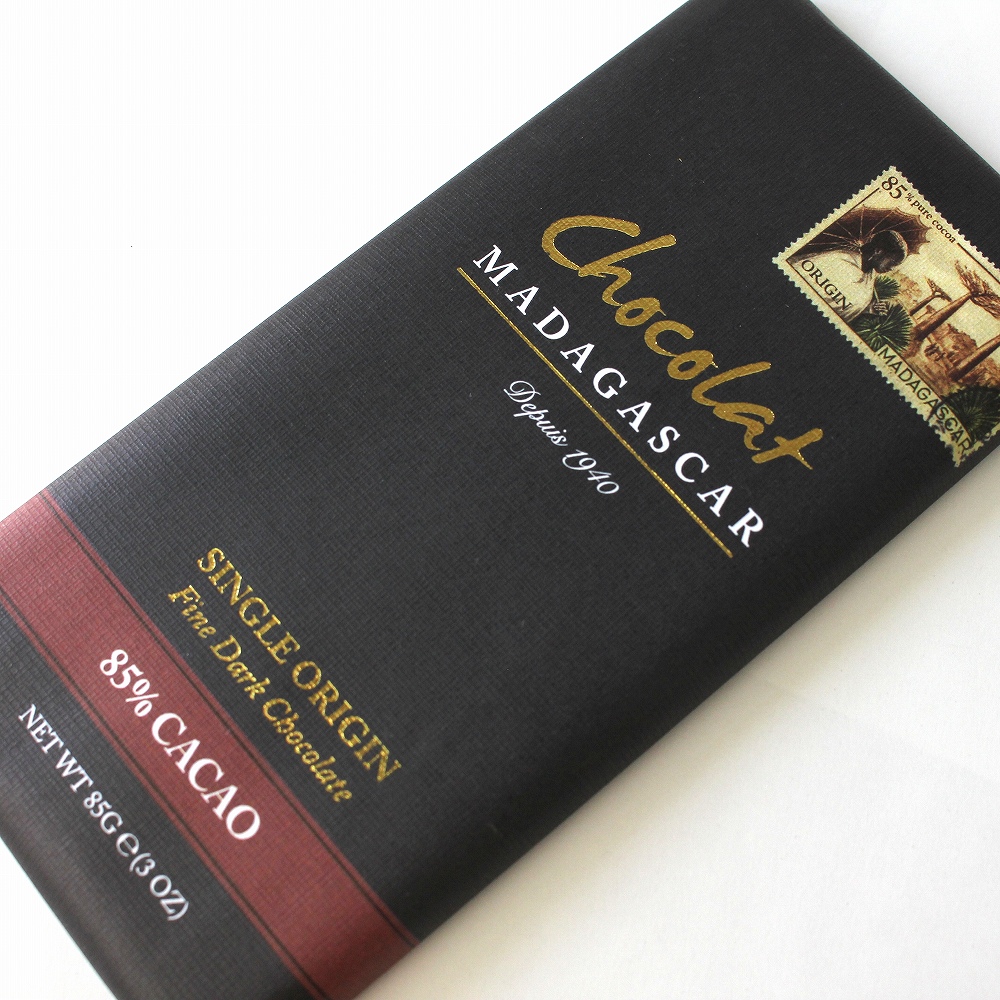 Chocolat
MADAGASCAR
Depuis 1940
85% pure cocoa
ORIGIN
MADAGASCAR
SINGLE ORIGIN
Fine Dark Chocolate
85% CACAO
NET WT 85G ℮ (3 OZ)